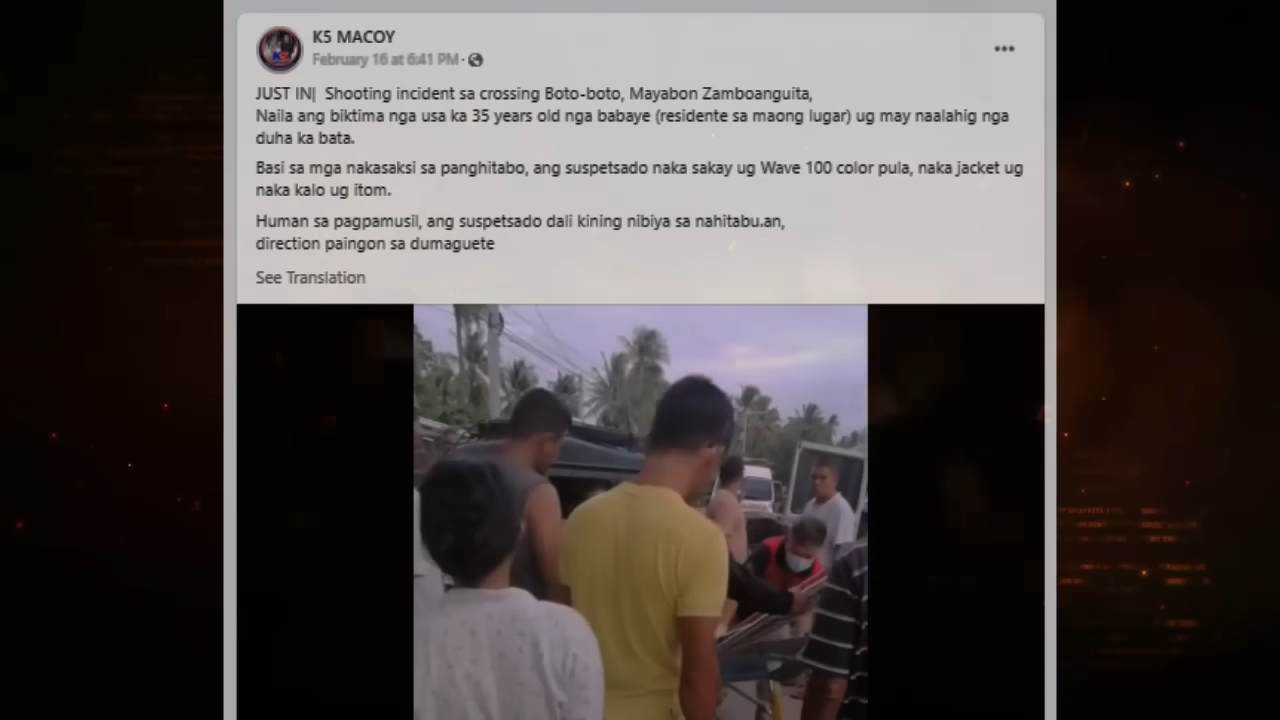 K5 MACOY
February 16 at 6:41 PM ·
JUST IN| Shooting incident sa crossing Boto-boto, Mayabon Zamboanguita,
Naila ang biktima nga usa ka 35 years old nga babaye (residente sa maong lugar) ug may naalahig nga
duha ka bata.
Basi sa mga nakasaksi sa panghitabo, ang suspetsado naka sakay ug Wave 100 color pula, naka jacket ug
naka kalo ug itom.
Human sa pagpamusil, ang suspetsado dali kining nibiya sa nahitabu.an,
direction paingon sa dumaguete
See Translation